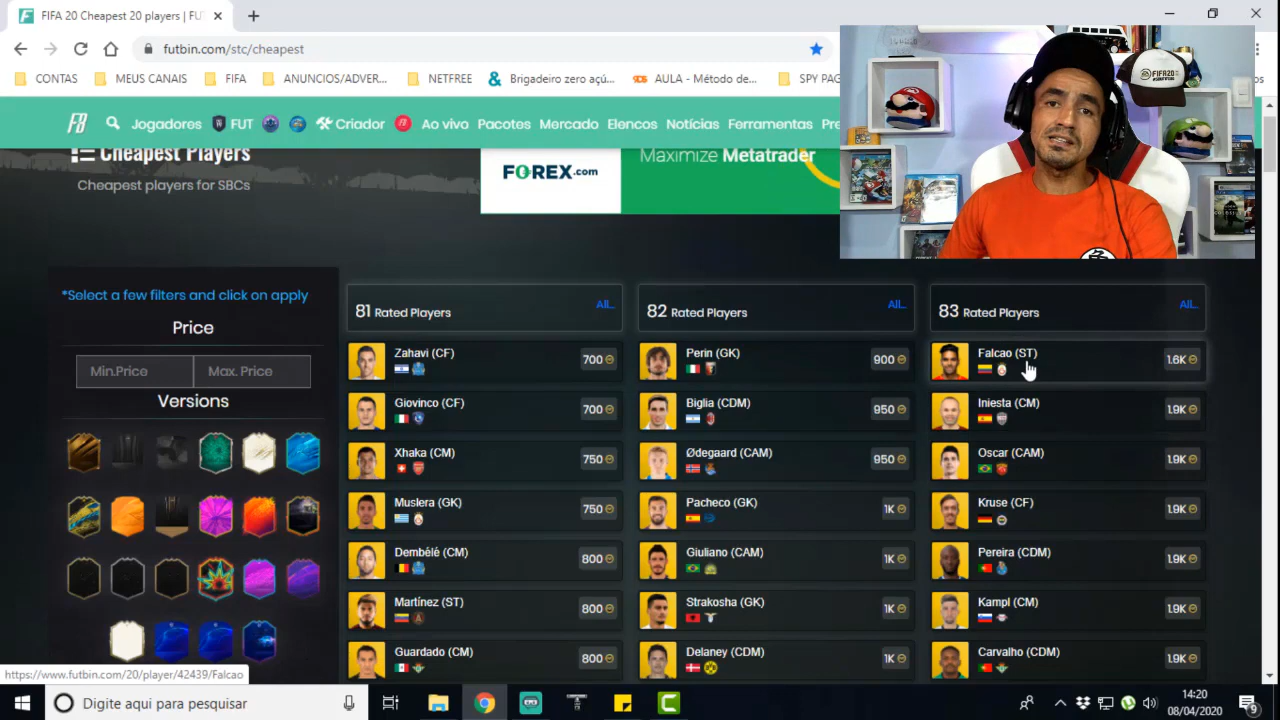 FIFA 20 Cheapest 20 players | FUT
futbin.com/stc/cheapest
CONTAS MEUS CANAIS FIFA ANUNCIOS/ADVER... NETFREE Brigadeiro zero açú... AULA - Método de... SPY PAG os
Jogadores FUT Criador Ao vivo Pacotes Mercado Elencos Notícias Ferramentas Pre
FIFA20
Cheapest Players
Cheapest players for SBCs
FOREX.com
Maximize Metatrader
*Select a few filters and click on apply
Price
Min.Price Max. Price
Versions
81 Rated Players All..
Zahavi (CF) 700
Giovinco (CF) 700
Xhaka (CM) 750
Muslera (GK) 750
Dembélé (CM) 800
Martínez (ST) 800
Guardado (CM) 800
82 Rated Players All..
Perin (GK) 900
Biglia (CDM) 950
Ødegaard (CAM) 950
Pacheco (GK) 1K
Giuliano (CAM) 1K
Strakosha (GK) 1K
Delaney (CDM) 1K
83 Rated Players All..
Falcao (ST) 1.6K
Iniesta (CM) 1.9K
Oscar (CAM) 1.9K
Kruse (CF) 1.9K
Pereira (CDM) 1.9K
Kampl (CM) 1.9K
Carvalho (CDM) 1.9K
https://www.futbin.com/20/player/42439/Falcao
Digite aqui para pesquisar
14:20
08/04/2020
9